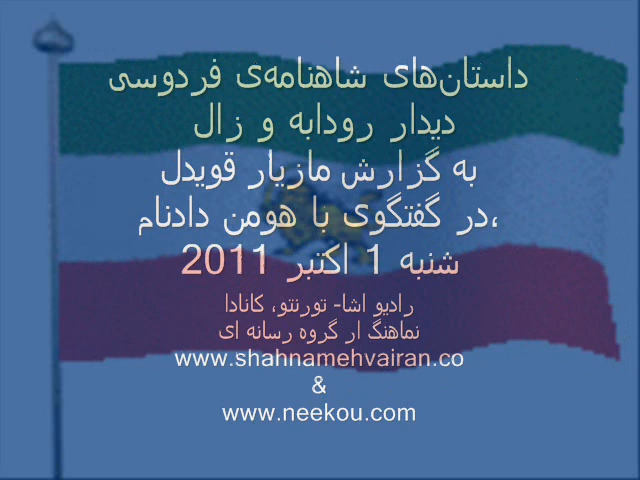 داستان‌های شاهنامه‌ی فردوسی
دیدار رودابه و زال
به گزارش مازیار قویدل
در گفتگوی با هومن دادنام،
شنبه 1 اکتبر 2011
رادیو اشا- تورنتو، کانادا
نماهنگ ار گروه رسانه ای
www.shahnamehvairan.co
&
www.neekou.com